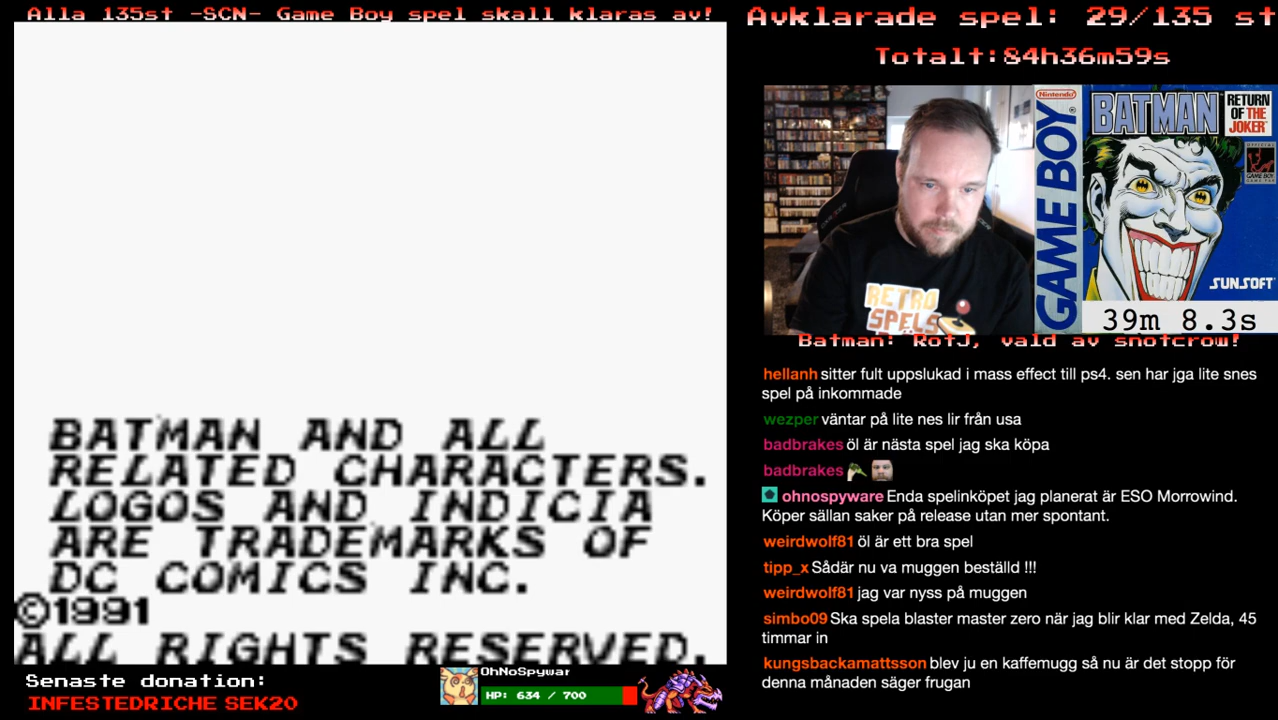 Alla 135st -SCN- Game Boy spel skall klaras av!
Avklarade spel: 29/135 st
Totalt:84h36m59s
Nintendo
GAME BOY
BATMAN
RETURN
OF THE
JOKER
SUNSOFT
RETRO
SPELS
39m 8.3s
Batman: RotJ, vald av snotcrow!
BATMAN AND ALL
RELATED CHARACTERS.
LOGOS AND INDICIA
ARE TRADEMARKS OF
DC COMICS INC.
©1991
ALL RIGHTS RESERVED.
hellanh sitter fult uppslukad i mass effect till ps4. sen har jga lite snes
spel på inkommade
wezper väntar på lite nes lir från usa
badbrakes öl är nästa spel jag ska köpa
badbrakes
ohnospyware Enda spelinköpet jag planerat är ESO Morrowind.
Köper sällan saker på release utan mer spontant.
weirdwolf81 öl är ett bra spel
tipp_x Sådär nu va muggen beställd !!!
weirdwolf81 jag var nyss på muggen
simbo09 Ska spela blaster master zero när jag blir klar med Zelda, 45
timmar in
kungsbackamattsson blev ju en kaffemugg så nu är det stopp för
denna månaden säger frugan
Senaste donation:
INFESTEDRICHE SEK20
OhNoSpywar
HP: 634 / 700